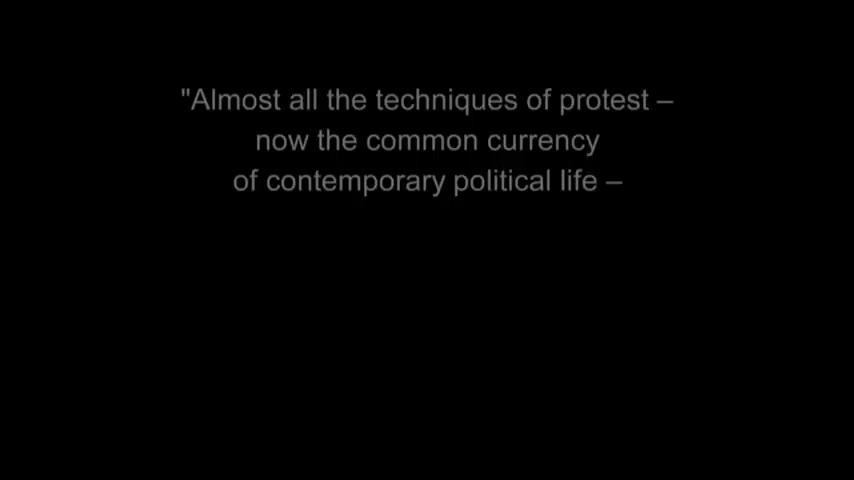 "Almost all the techniques of protest –
now the common currency
of contemporary political life –